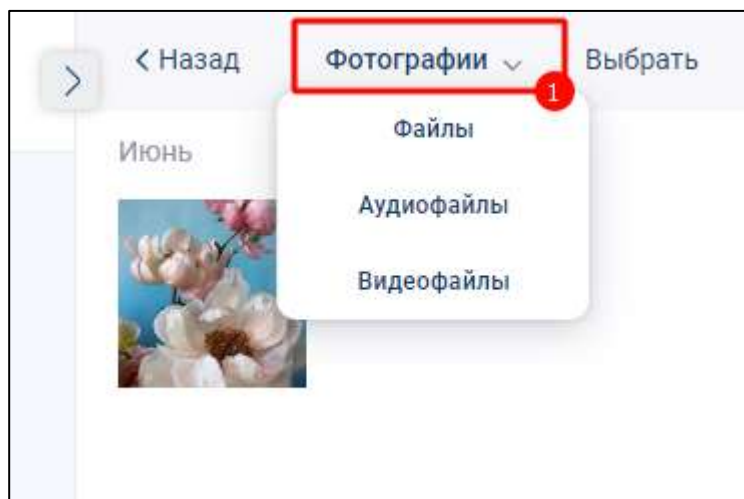 Назад Фотографии Выбрать
1
Файлы
Июнь
Аудиофайлы
Видеофайлы